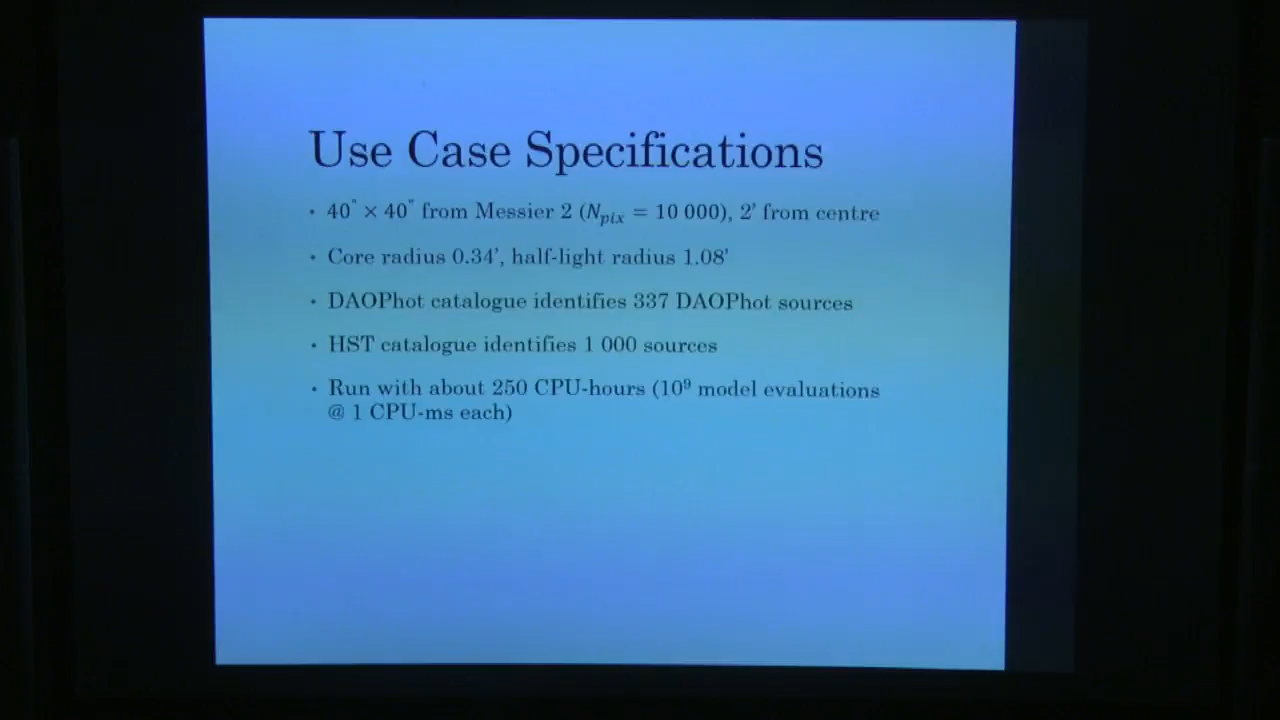 Use Case Specifications
• 40" × 40" from Messier 2 (N_pix = 10 000), 2' from centre
• Core radius 0.34', half-light radius 1.08'
• DAOPhot catalogue identifies 337 DAOPhot sources
• HST catalogue identifies 1 000 sources
• Run with about 250 CPU-hours (10⁹ model evaluations
@ 1 CPU-ms each)